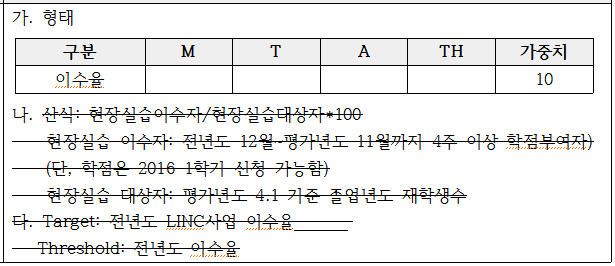 가. 형태
구분 M T A TH 가중치
이수율 10
나. 산식: 현장실습이수자/현장실습대상자*100
현장실습 이수자: 전년도 12월~평가년도 11월까지 4주 이상 학점부여자)
(단, 학점은 2016 1학기 신청 가능함)
현장실습 대상자: 평가년도 4.1 기준 졸업년도 재학생수
다. Target: 전년도 LINC사업 이수율______
Threshold: 전년도 이수율